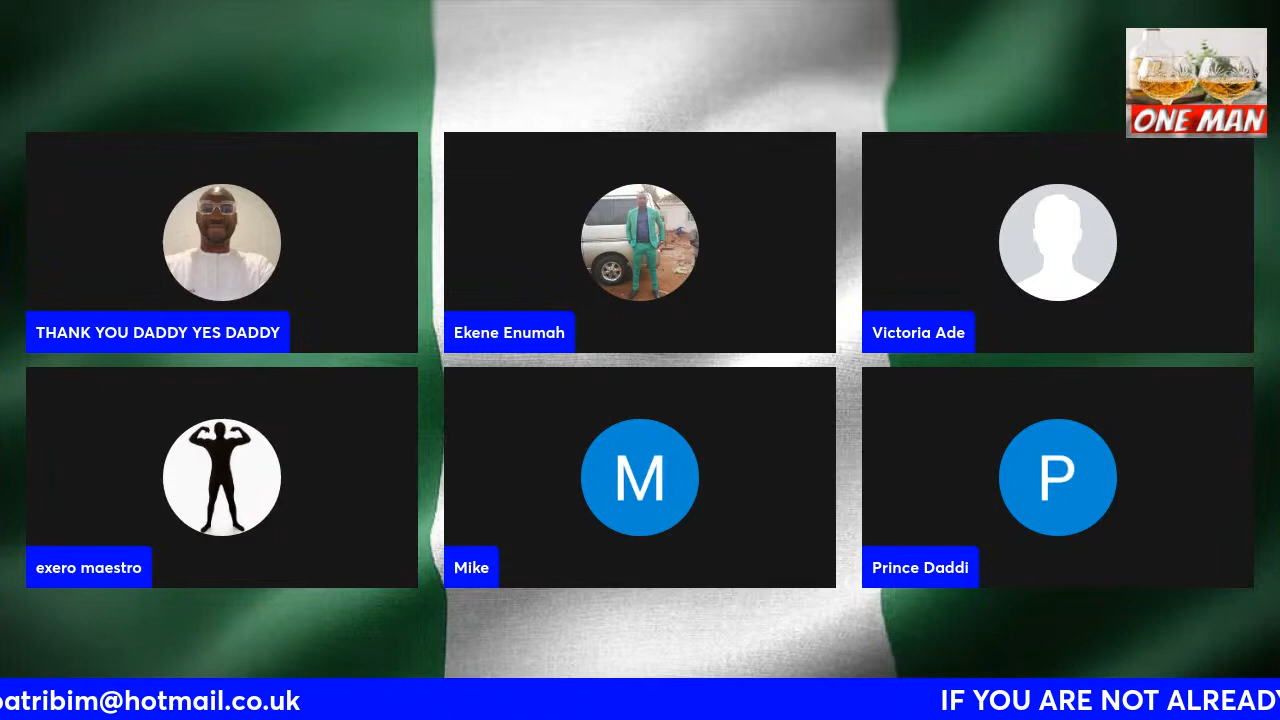 ONE MAN
THANK YOU DADDY YES DADDY
Ekene Enumah
Victoria Ade
exero maestro
M
Mike
P
Prince Daddi
patribim@hotmail.co.uk
IF YOU ARE NOT ALREADY